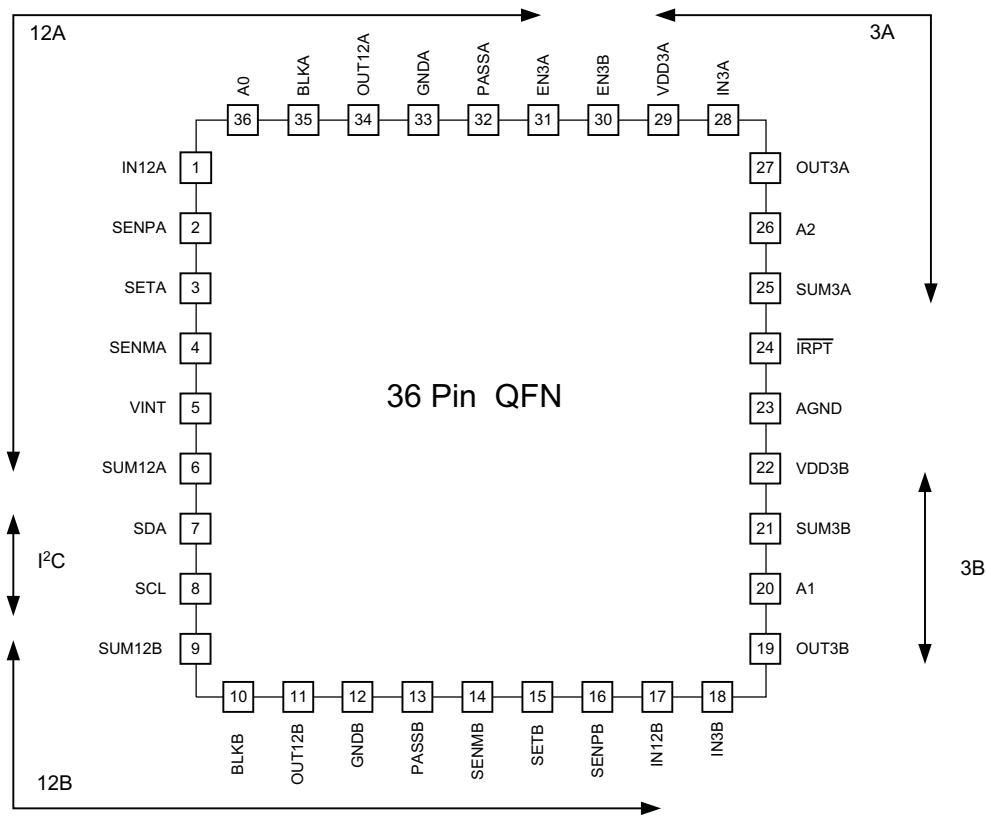 12A
3A
A0
BLKA
OUT12A
GNDA
PASSA
EN3A
EN3B
VDD3A
IN3A
36
35
34
33
32
31
30
29
28
IN12A 1
27 OUT3A
SENPA 2
26 A2
SETA 3
25 SUM3A
SENMA 4
24 I̅R̅P̅T̅
36 Pin QFN
VINT 5
23 AGND
SUM12A 6
22 VDD3B
SDA 7
21 SUM3B
I²C
3B
SCL 8
20 A1
SUM12B 9
19 OUT3B
10
11
12
13
14
15
16
17
18
BLKB
OUT12B
GNDB
PASSB
SENMB
SETB
SENPB
IN12B
IN3B
12B